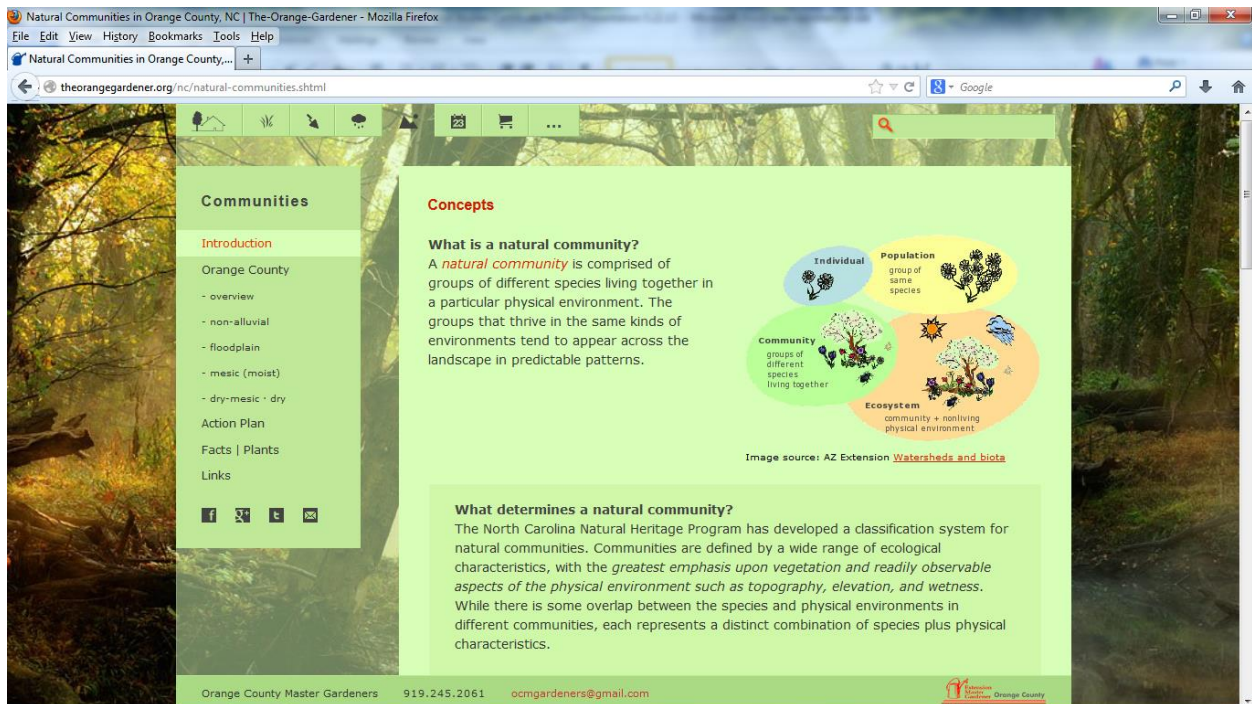 Natural Communities in Orange County, NC | The-Orange-Gardener - Mozilla Firefox
File Edit View History Bookmarks Tools Help
Natural Communities in Orange County,... +
theorangegardener.org/nc/natural-communities.shtml
Google
23
...
Communities
Introduction
Orange County
- overview
- non-alluvial
- floodplain
- mesic (moist)
- dry-mesic · dry
Action Plan
Facts | Plants
Links
Concepts
What is a natural community?
A natural community is comprised of
groups of different species living together in
a particular physical environment. The
groups that thrive in the same kinds of
environments tend to appear across the
landscape in predictable patterns.
Individual
Population
group of
same
species
Community
groups of
different
species
living together
Ecosystem
community + nonliving
physical environment
Image source: AZ Extension Watersheds and biota
What determines a natural community?
The North Carolina Natural Heritage Program has developed a classification system for
natural communities. Communities are defined by a wide range of ecological
characteristics, with the greatest emphasis upon vegetation and readily observable
aspects of the physical environment such as topography, elevation, and wetness.
While there is some overlap between the species and physical environments in
different communities, each represents a distinct combination of species plus physical
characteristics.
Orange County Master Gardeners 919.245.2061 ocmgardeners@gmail.com
Extension
Master
Gardener Orange County